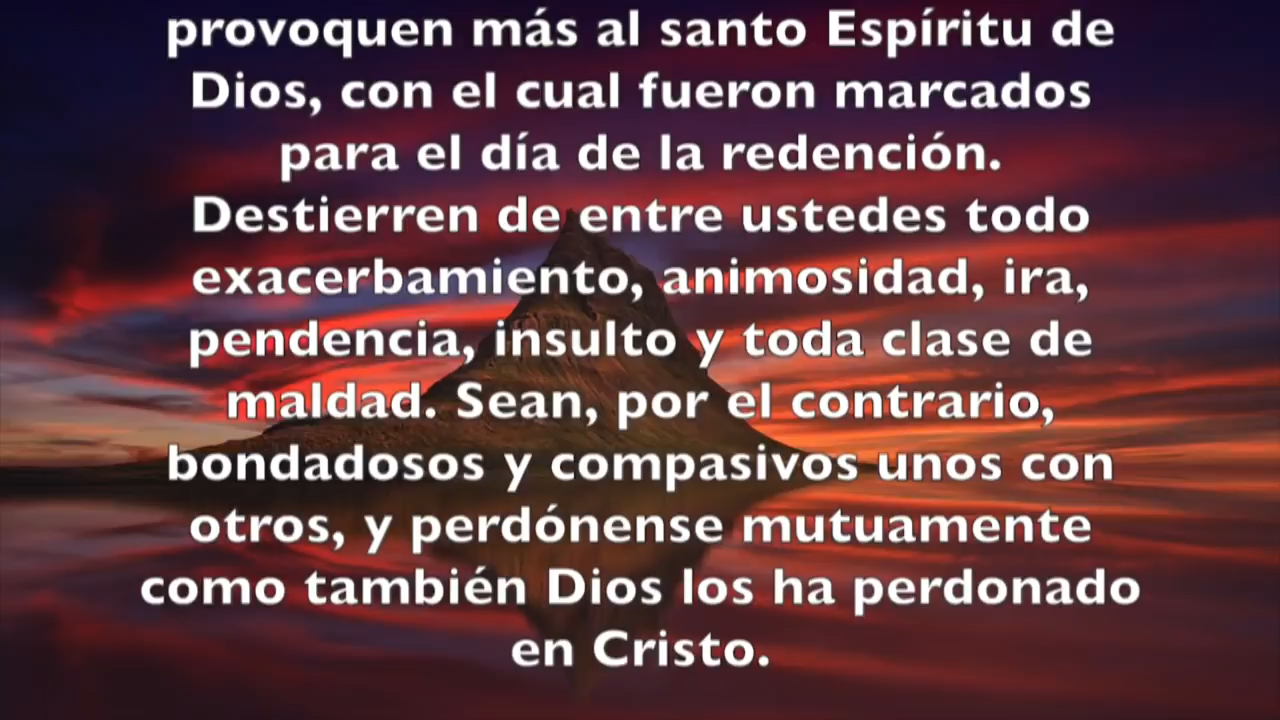 provoquen más al santo Espíritu de
Dios, con el cual fueron marcados
para el día de la redención.
Destierren de entre ustedes todo
exacerbamiento, animosidad, ira,
pendencia, insulto y toda clase de
maldad. Sean, por el contrario,
bondadosos y compasivos unos con
otros, y perdónense mutuamente
como también Dios los ha perdonado
en Cristo.